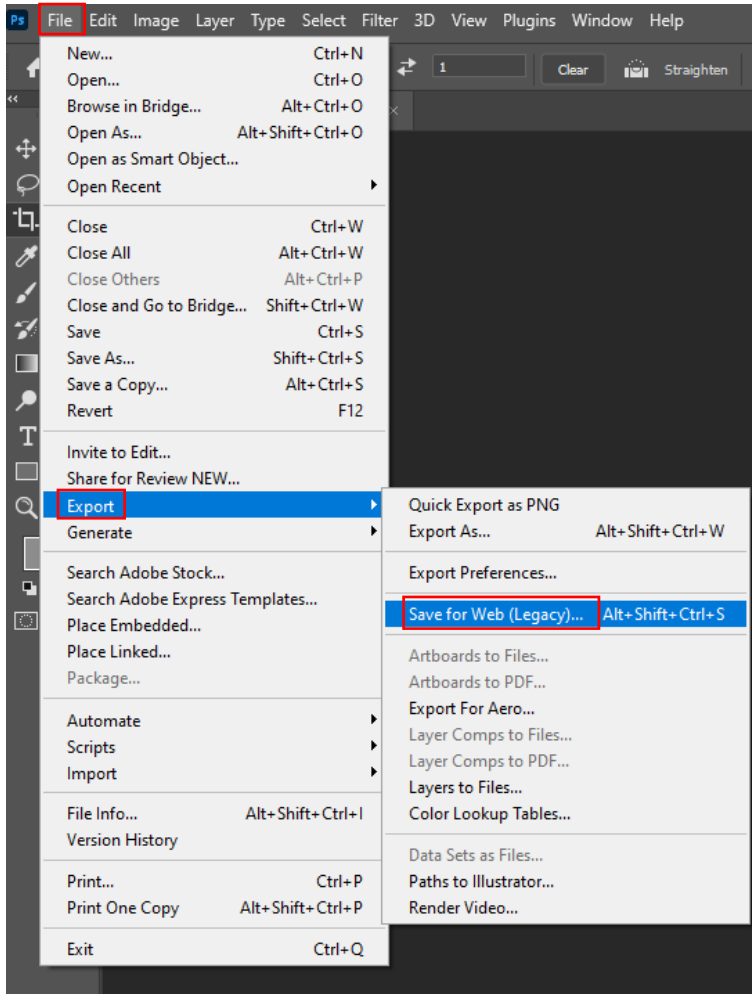 Ps File Edit Image Layer Type Select Filter 3D View Plugins Window Help
1 Clear Straighten
New... Ctrl+N
Open... Ctrl+O
Browse in Bridge... Alt+Ctrl+O
Open As... Alt+Shift+Ctrl+O
Open as Smart Object...
Open Recent
Close Ctrl+W
Close All Alt+Ctrl+W
Close Others Alt+Ctrl+P
Close and Go to Bridge... Shift+Ctrl+W
Save Ctrl+S
Save As... Shift+Ctrl+S
Save a Copy... Alt+Ctrl+S
Revert F12
Invite to Edit...
Share for Review NEW...
Export
Generate
Search Adobe Stock...
Search Adobe Express Templates...
Place Embedded...
Place Linked...
Package...
Automate
Scripts
Import
File Info... Alt+Shift+Ctrl+I
Version History
Print... Ctrl+P
Print One Copy Alt+Shift+Ctrl+P
Exit Ctrl+Q
Quick Export as PNG
Export As... Alt+Shift+Ctrl+W
Export Preferences...
Save for Web (Legacy)... Alt+Shift+Ctrl+S
Artboards to Files...
Artboards to PDF...
Export For Aero...
Layer Comps to Files...
Layer Comps to PDF...
Layers to Files...
Color Lookup Tables...
Data Sets as Files...
Paths to Illustrator...
Render Video...